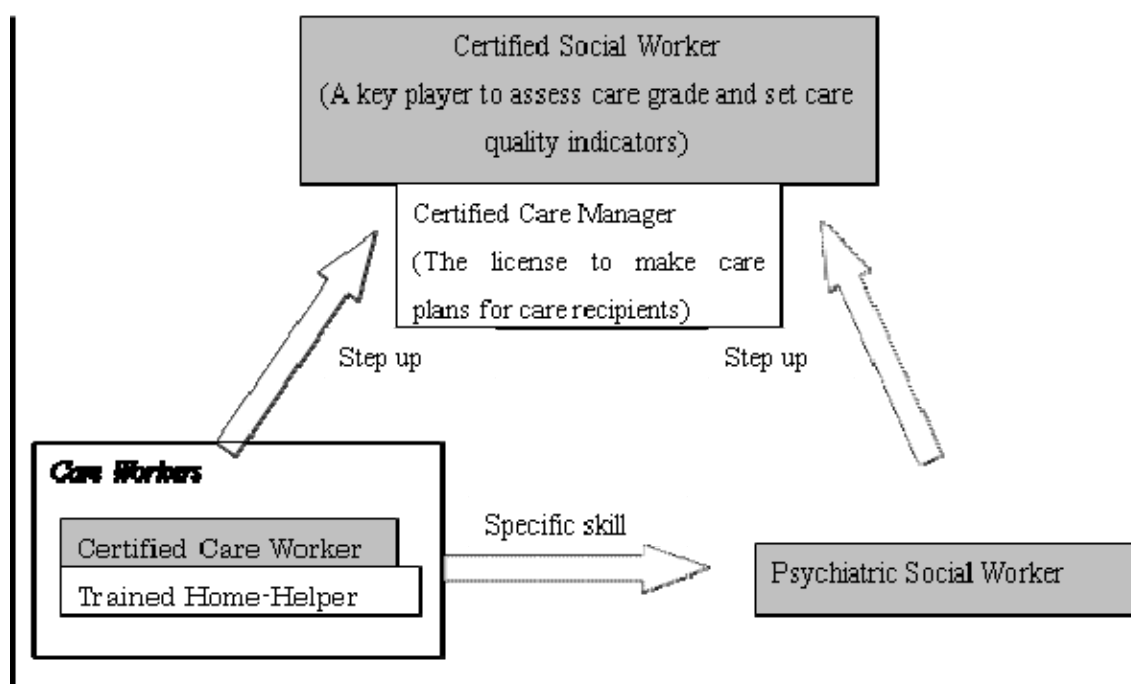 Certified Social Worker
(A key player to assess care grade and set care
quality indicators)
Certified Care Manager
(The license to make care
plans for care recipients)
Step up
Step up
Care Workers
Certified Care Worker
Trained Home-Helper
Specific skill
Psychiatric Social Worker